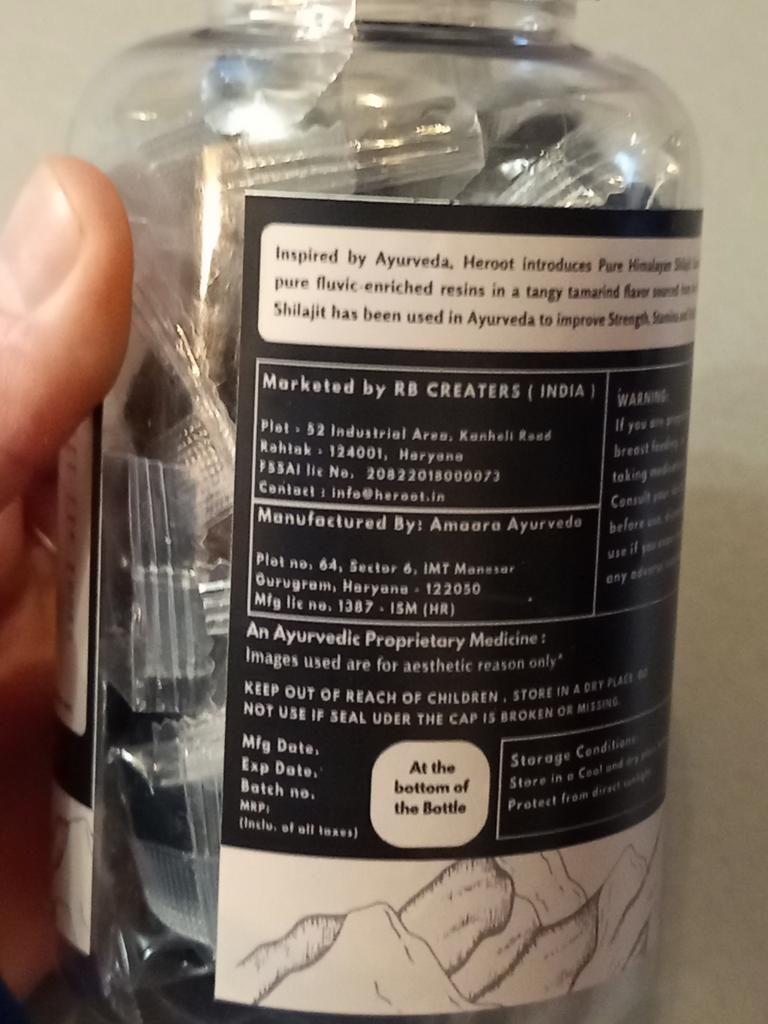 Inspired by Ayurveda, Heroot introduces Pure Himalayan
pure fluvic-enriched resins in a tangy tamarind flavor sourced from
Shilajit has been used in Ayurveda to improve Strength, Stamina and
Marketed by RB CREATERS ( INDIA )
Plot - 52 Industrial Area, Kanheli Road
Rohtak - 124001, Haryana
FSSAI lic No. 20822018000073
Contact : info@heroot.in
Manufactured By: Amaara Ayurveda
Plot no. 64, Sector 6, IMT Manesar
Gurugram, Haryana - 122050
Mfg lic no. 1387 - ISM (HR)
WARNING:
If you are
breast feeding,
taking
Consult your
before use,
use if you
any
An Ayurvedic Proprietary Medicine :
Images used are for aesthetic reason only*
KEEP OUT OF REACH OF CHILDREN , STORE IN A DRY PLACE. DO
NOT USE IF SEAL UDER THE CAP IS BROKEN OR MISSING.
Mfg Date.
Exp Date.
Batch no.
MRP:
(Inclu. of all taxes)
At the
bottom of
the Bottle
Storage Condition:
Store in a Cool and dry
Protect from direct sunlight